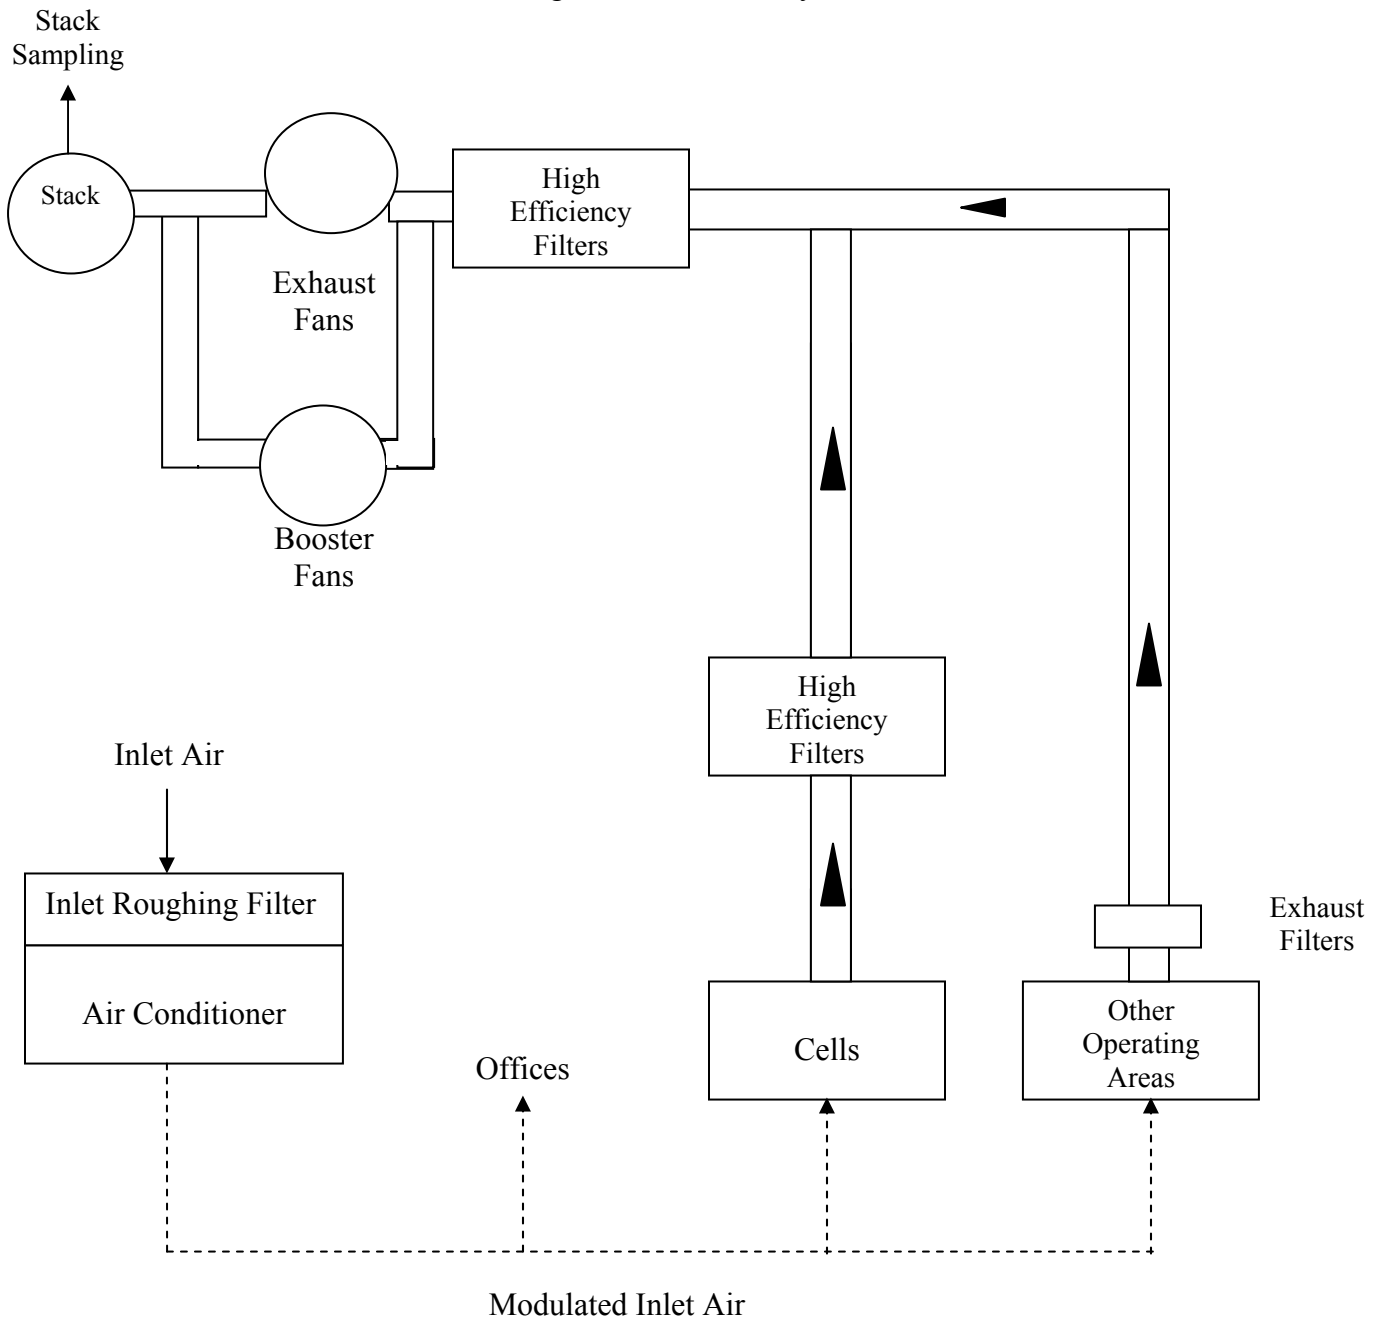 Stack
Sampling
Stack
High
Efficiency
Filters
Exhaust
Fans
Booster
Fans
High
Efficiency
Filters
Inlet Air
Inlet Roughing Filter
Air Conditioner
Exhaust
Filters
Offices
Cells
Other
Operating
Areas
Modulated Inlet Air